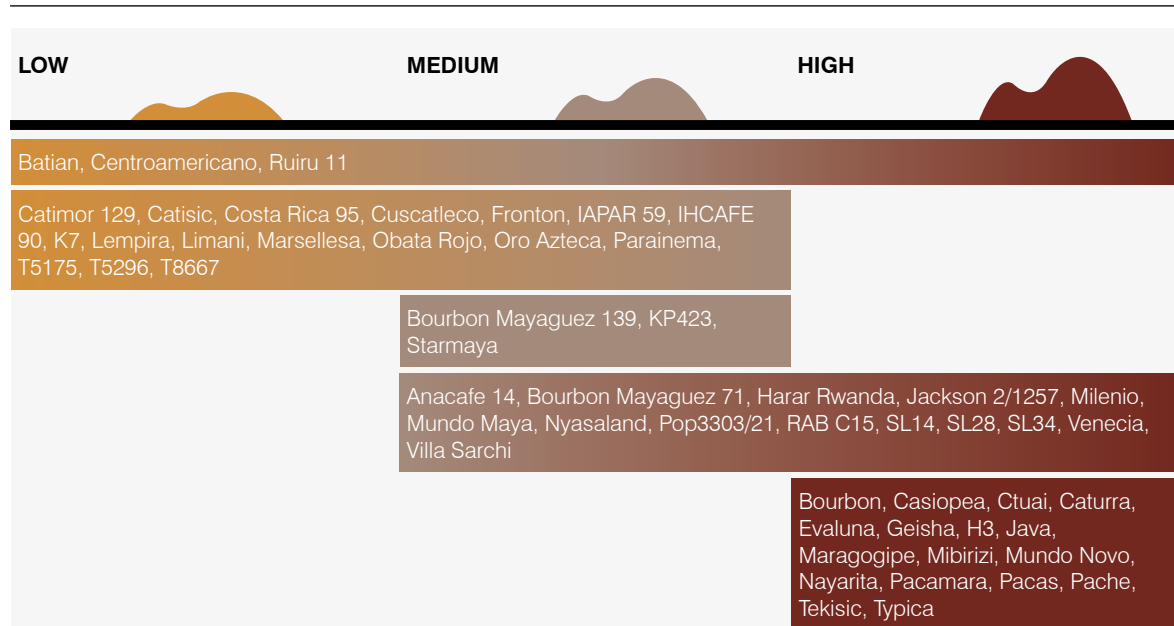 LOW
MEDIUM
HIGH
Batian, Centroamericano, Ruiru 11
Catimor 129, Catisic, Costa Rica 95, Cuscatleco, Fronton, IAPAR 59, IHCAFE
90, K7, Lempira, Limani, Marsellesa, Obata Rojo, Oro Azteca, Parainema,
T5175, T5296, T8667
Bourbon Mayaguez 139, KP423,
Starmaya
Anacafe 14, Bourbon Mayaguez 71, Harar Rwanda, Jackson 2/1257, Milenio,
Mundo Maya, Nyasaland, Pop3303/21, RAB C15, SL14, SL28, SL34, Venecia,
Villa Sarchi
Bourbon, Casiopea, Ctuai, Caturra,
Evaluna, Geisha, H3, Java,
Maragogipe, Mibirizi, Mundo Novo,
Nayarita, Pacamara, Pacas, Pache,
Tekisic, Typica